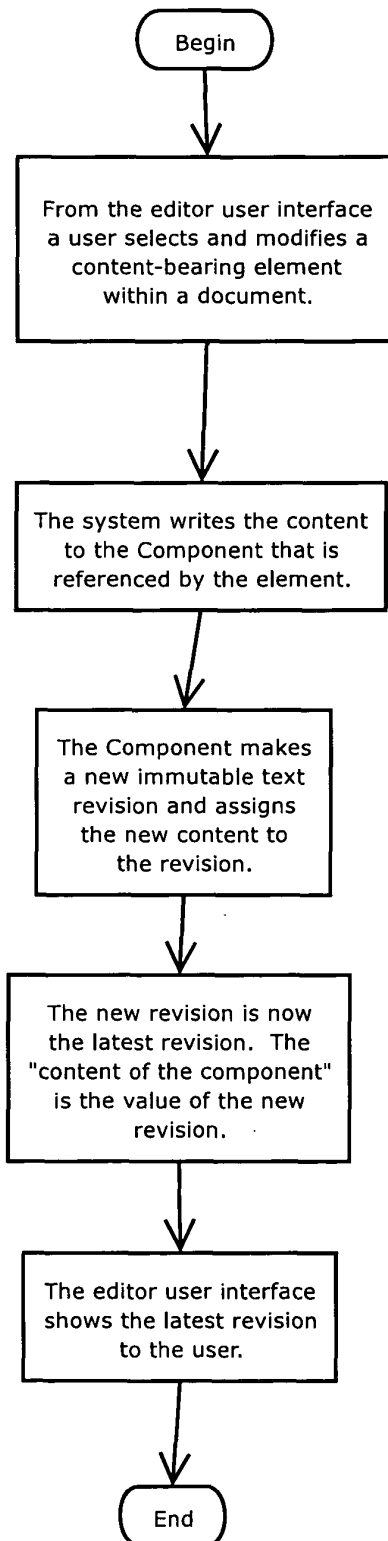 Begin
From the editor user interface
a user selects and modifies a
content-bearing element
within a document.
The system writes the content
to the Component that is
referenced by the element.
The Component makes
a new immutable text
revision and assigns
the new content to
the revision.
The new revision is now
the latest revision.  The
"content of the component"
is the value of the new
revision.
The editor user interface
shows the latest revision
to the user.
End